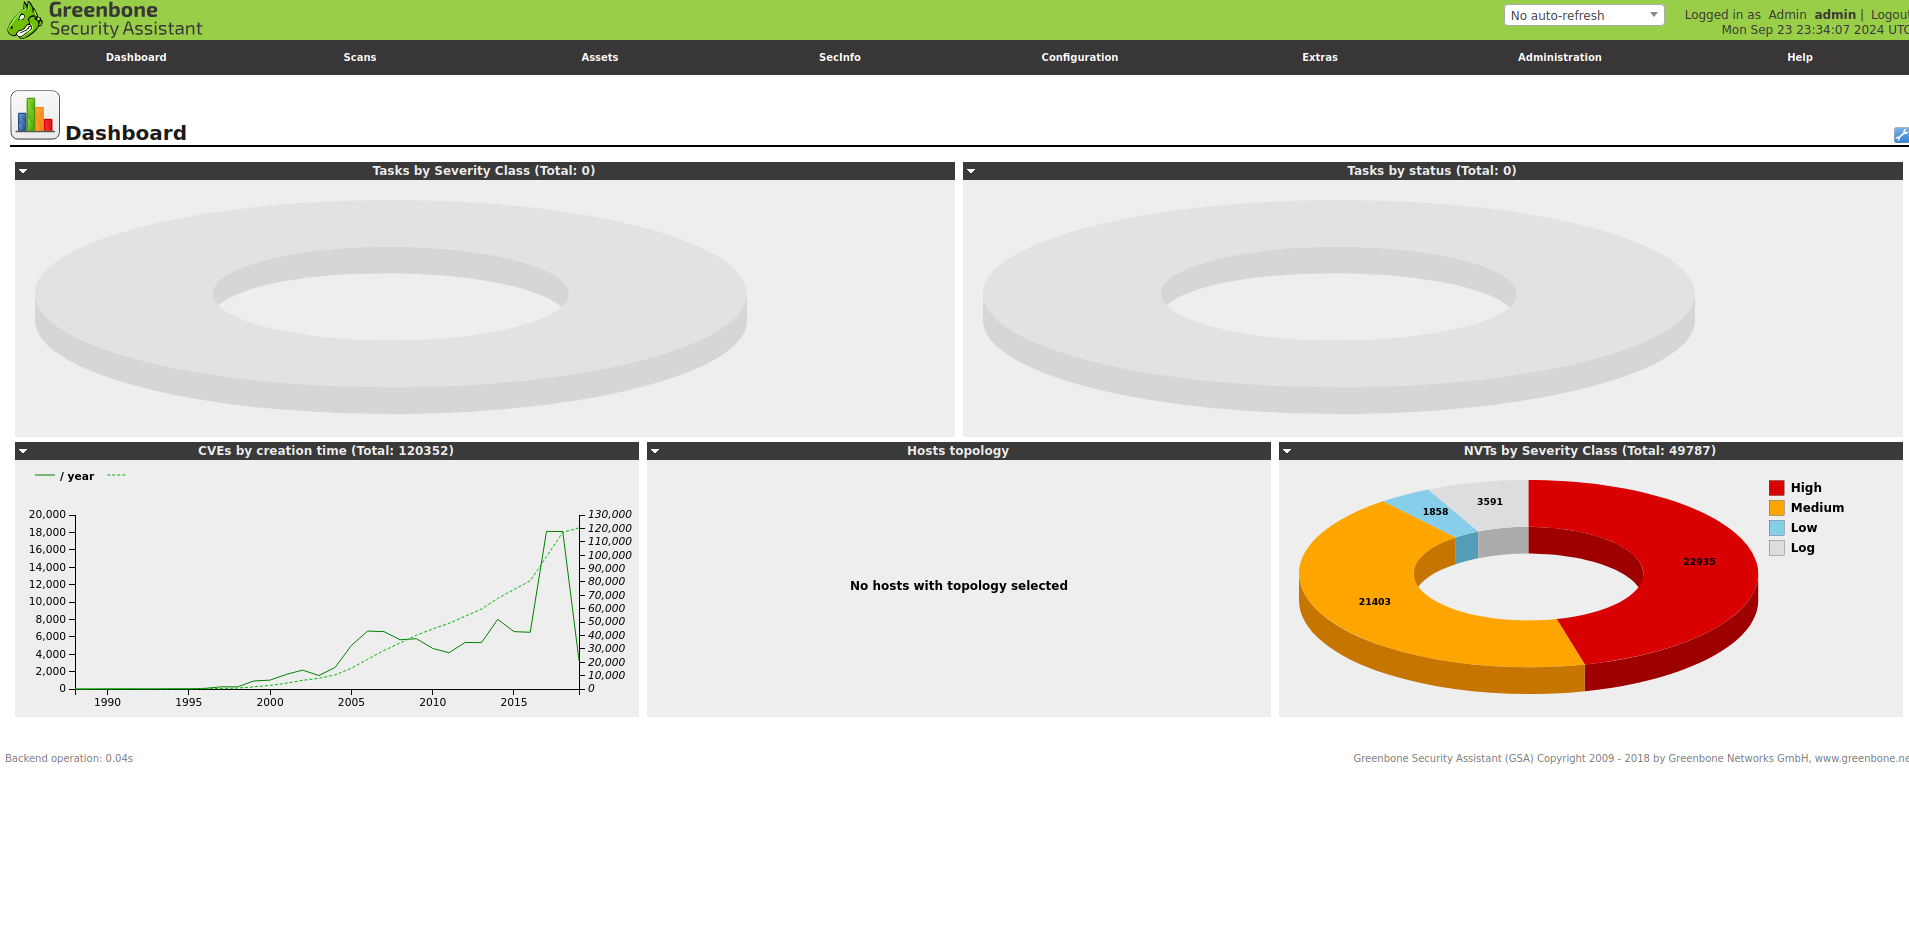 Greenbone
Security Assistant
No auto-refresh
Logged in as Admin admin | Logout
Mon Sep 23 23:34:07 2024 UTC
Dashboard Scans Assets SecInfo Configuration Extras Administration Help
Dashboard
Tasks by Severity Class (Total: 0)
Tasks by status (Total: 0)
CVEs by creation time (Total: 120352)
/ year
20,000
18,000
16,000
14,000
12,000
10,000
8,000
6,000
4,000
2,000
0
130,000
120,000
110,000
100,000
90,000
80,000
70,000
60,000
50,000
40,000
30,000
20,000
10,000
0
1990 1995 2000 2005 2010 2015
Hosts topology
No hosts with topology selected
NVTs by Severity Class (Total: 49787)
3591
1858
22935
21403
High
Medium
Low
Log
Backend operation: 0.04s
Greenbone Security Assistant (GSA) Copyright 2009 - 2018 by Greenbone Networks GmbH, www.greenbone.ne